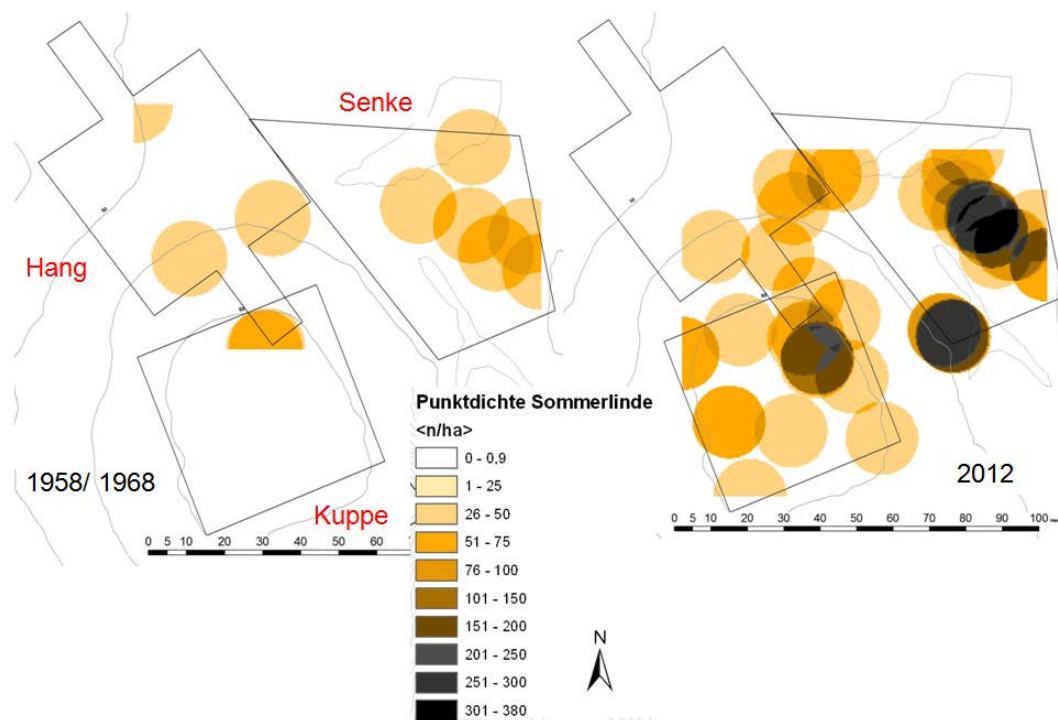 Senke
Hang
1958/ 1968
Kuppe
0 10 20 30 40 50 60
Punktdichte Sommerlinde
<n/ha>
0 - 0,9
1 - 25
26 - 50
51 - 75
76 - 100
101 - 150
151 - 200
201 - 250
251 - 300
301 - 380
N
2012
0 5 10 20 30 40 50 60 70 80 90 100